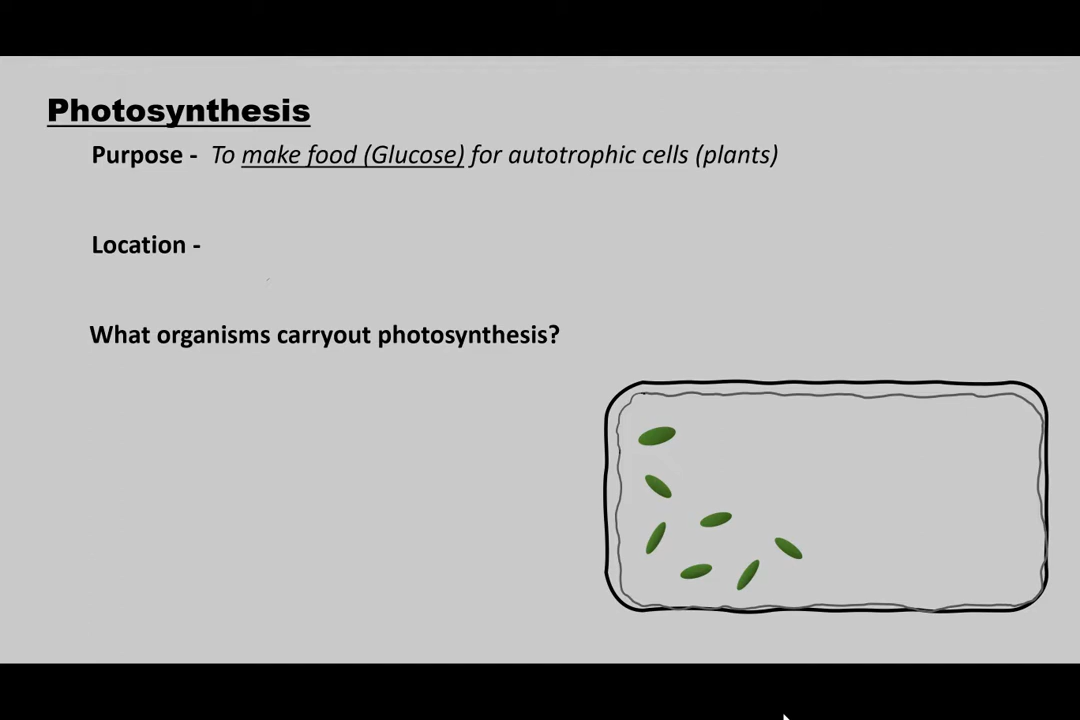 Photosynthesis
Purpose - To make food (Glucose) for autotrophic cells (plants)
Location -
What organisms carryout photosynthesis?